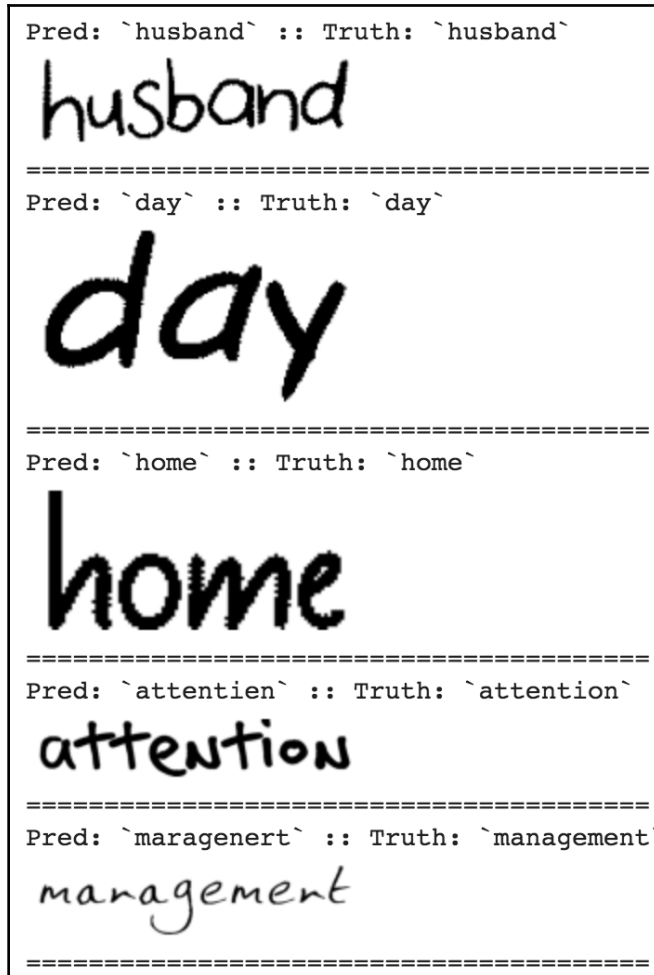 Pred: `husband` :: Truth: `husband`
husband
========================================
Pred: `day` :: Truth: `day`
day
========================================
Pred: `home` :: Truth: `home`
home
========================================
Pred: `attentien` :: Truth: `attention`
attention
========================================
Pred: `maragenert` :: Truth: `management`
management
========================================